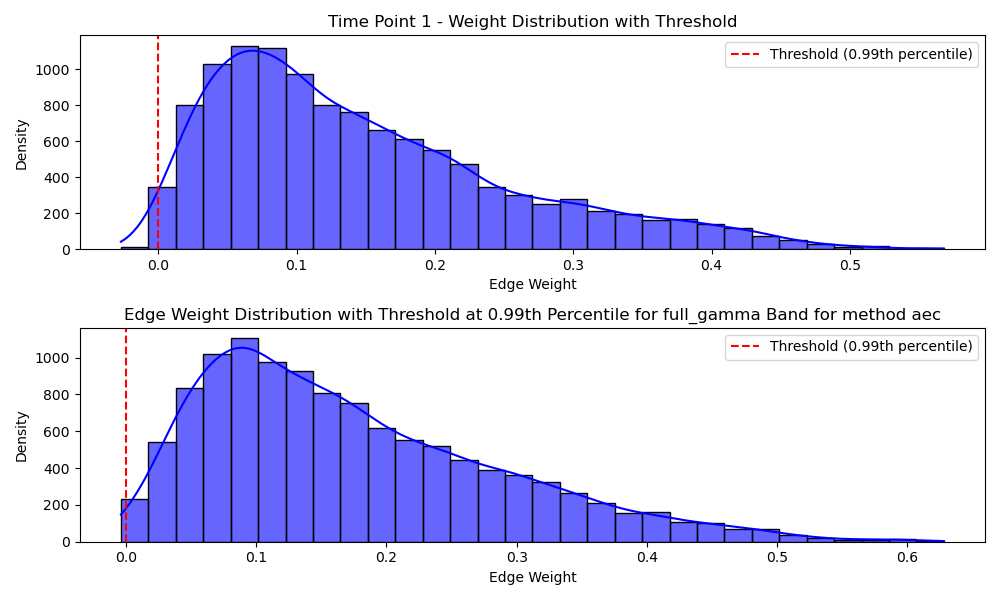 Time Point 1 - Weight Distribution with Threshold
Threshold (0.99th percentile)
Density
1000
800
600
400
200
0
0.0 0.1 0.2 0.3 0.4 0.5
Edge Weight
Edge Weight Distribution with Threshold at 0.99th Percentile for full_gamma Band for method aec
Threshold (0.99th percentile)
Density
1000
800
600
400
200
0
0.0 0.1 0.2 0.3 0.4 0.5 0.6
Edge Weight